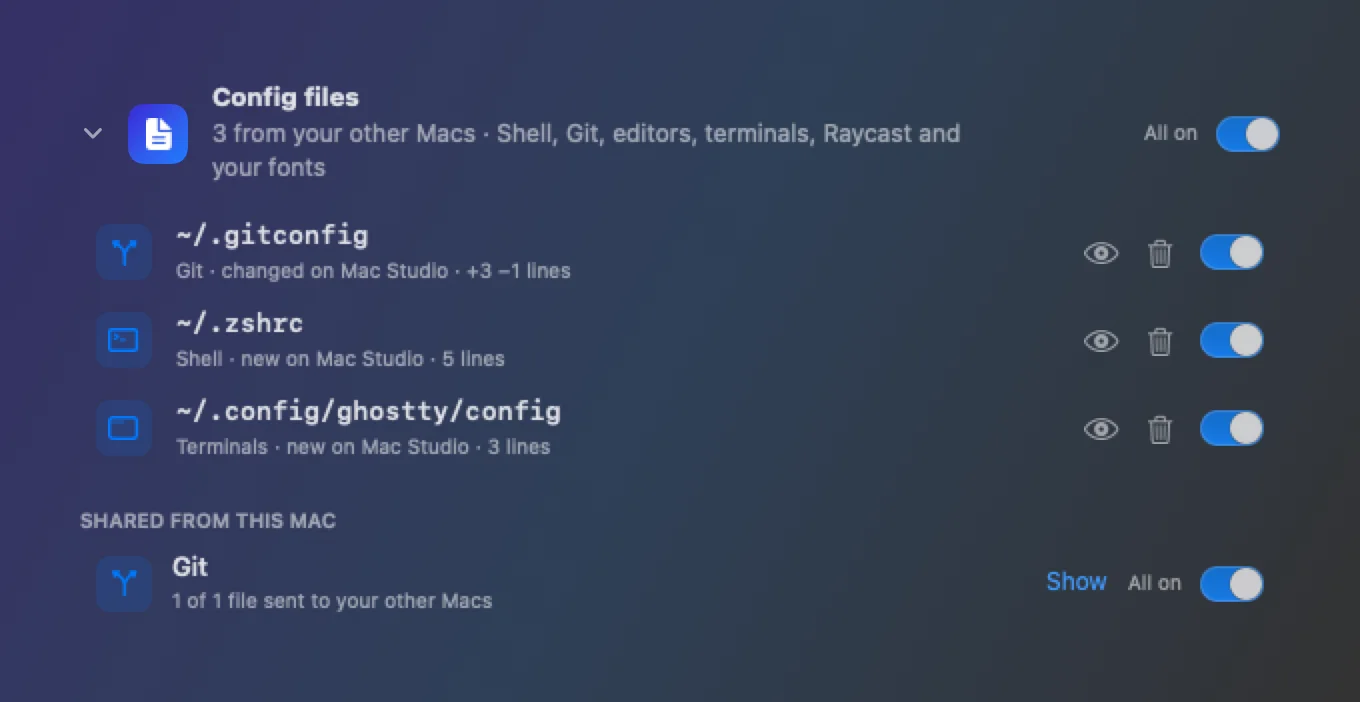 Config files
3 from your other Macs · Shell, Git, editors, terminals, Raycast and
your fonts
All on
~/.gitconfig
Git · changed on Mac Studio · +3 −1 lines
~/.zshrc
Shell · new on Mac Studio · 5 lines
~/.config/ghostty/config
Terminals · new on Mac Studio · 3 lines
SHARED FROM THIS MAC
Git
1 of 1 file sent to your other Macs
Show
All on